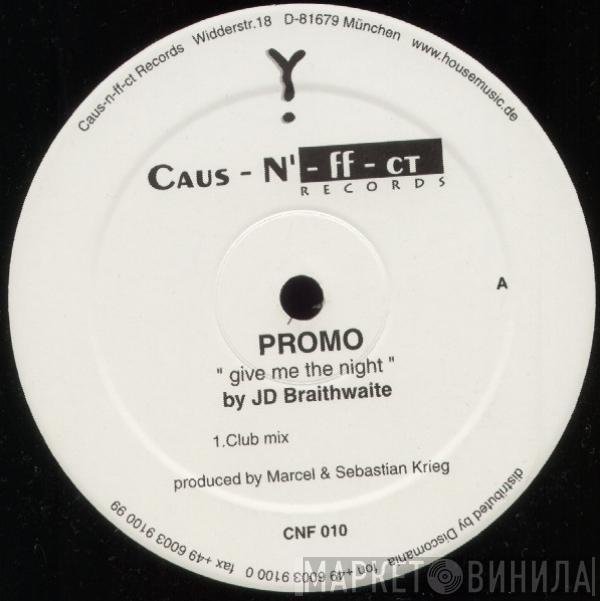 Caus-n-ff-ct Records Widderstr.18 D-81679 München www.housemusic.de
Y
CAUS - N' - ff - CT
RECORDS
A
PROMO
" give me the night "
by JD Braithwaite
1.Club mix
produced by Marcel & Sebastian Krieg
CNF 010
distributed by Discomania fon +49 6003 9100 0 fax +49 6003 9100 99
МАРКЕТ ВИНИЛА